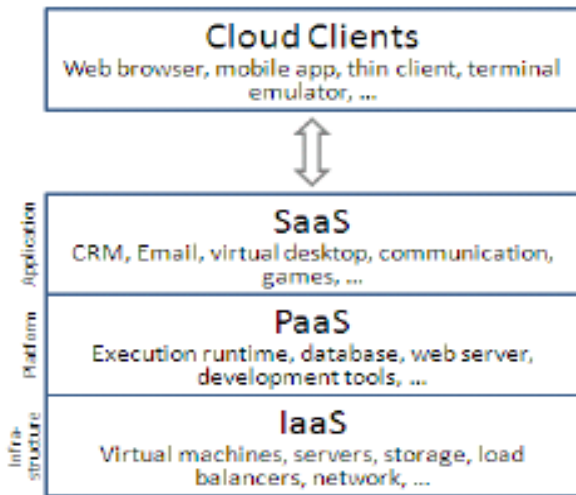 Cloud Clients
Web browser, mobile app, thin client, terminal
emulator, ...
Application
SaaS
CRM, Email, virtual desktop, communication,
games, ...
Platform
PaaS
Execution runtime, database, web server,
development tools, ...
Infra-
structure
IaaS
Virtual machines, servers, storage, load
balancers, network, ...